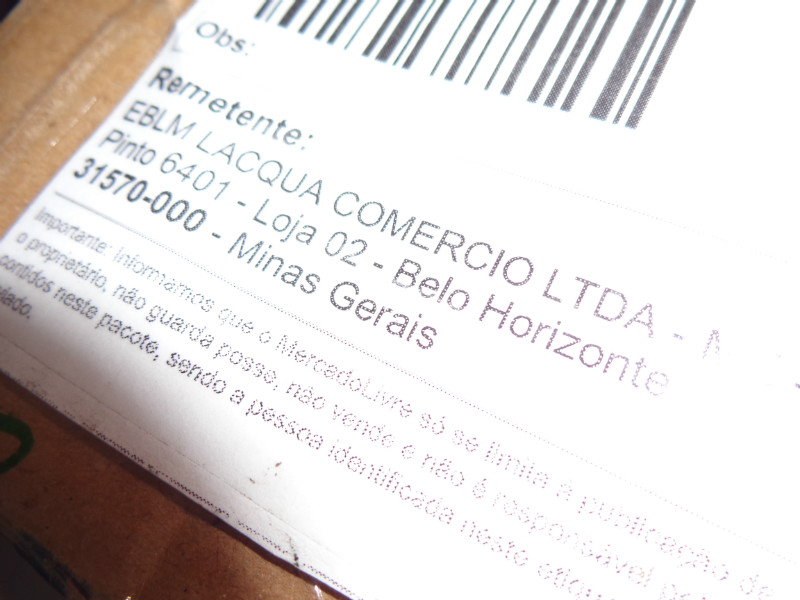 Obs:
Remetente:
EBLM LACQUA COMERCIO LTDA -
Pinto 6401 - Loja 02 - Belo Horizonte
31570-000 - Minas Gerais
Importante: Informamos que o MercadoLivre só se limita à publicação de
o proprietário, não guarda posse, não vende e não é responsável
contidos neste pacote, sendo a pessoa identificada neste